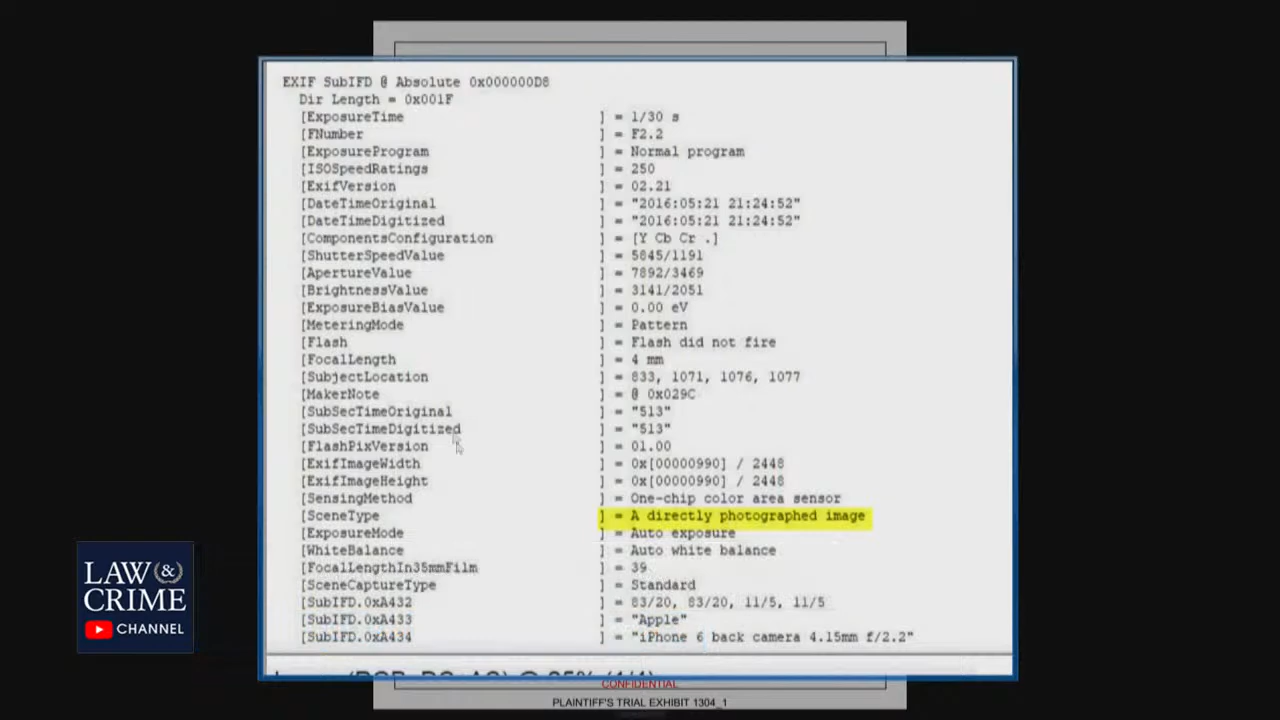 EXIF SubIFD @ Absolute 0x000000D8
Dir Length = 0x001F
[ExposureTime ] = 1/30 s
[FNumber ] = F2.2
[ExposureProgram ] = Normal program
[ISOSpeedRatings ] = 250
[ExifVersion ] = 02.21
[DateTimeOriginal ] = "2016:05:21 21:24:52"
[DateTimeDigitized ] = "2016:05:21 21:24:52"
[ComponentsConfiguration ] = [Y Cb Cr .]
[ShutterSpeedValue ] = 5845/1191
[ApertureValue ] = 7892/3469
[BrightnessValue ] = 3141/2051
[ExposureBiasValue ] = 0.00 eV
[MeteringMode ] = Pattern
[Flash ] = Flash did not fire
[FocalLength ] = 4 mm
[SubjectLocation ] = 833, 1071, 1076, 1077
[MakerNote ] = @ 0x029C
[SubSecTimeOriginal ] = "513"
[SubSecTimeDigitized ] = "513"
[FlashPixVersion ] = 01.00
[ExifImageWidth ] = 0x[00000990] / 2448
[ExifImageHeight ] = 0x[00000990] / 2448
[SensingMethod ] = One-chip color area sensor
[SceneType ] = A directly photographed image
[ExposureMode ] = Auto exposure
[WhiteBalance ] = Auto white balance
[FocalLengthIn35mmFilm ] = 39
[SceneCaptureType ] = Standard
[SubIFD.0xA432 ] = 83/20, 83/20, 11/5, 11/5
[SubIFD.0xA433 ] = "Apple"
[SubIFD.0xA434 ] = "iPhone 6 back camera 4.15mm f/2.2"
CONFIDENTIAL
PLAINTIFF'S TRIAL EXHIBIT 1304_1
LAW &
CRIME
CHANNEL